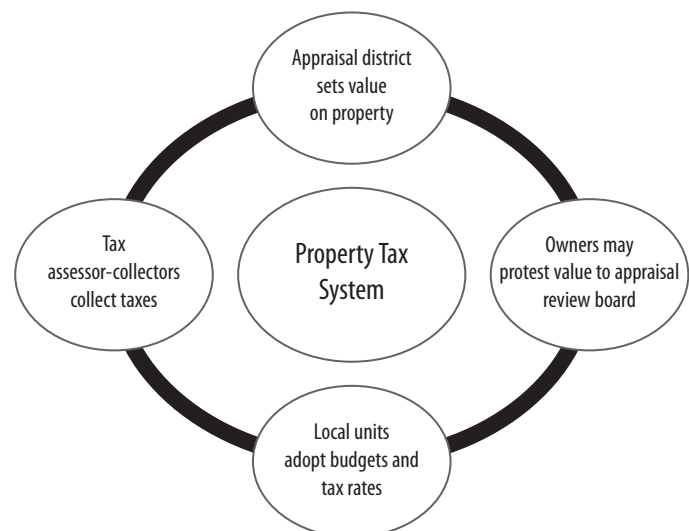 Appraisal district
sets value
on property
Tax
assessor-collectors
collect taxes
Property Tax
System
Owners may
protest value to appraisal
review board
Local units
adopt budgets and
tax rates